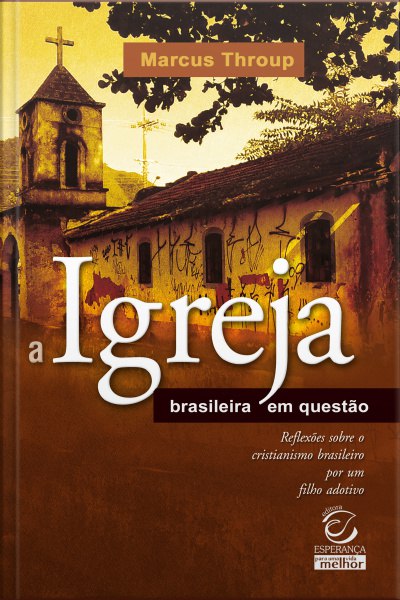 Marcus Throup
a Igreja
brasileira em questão
Reflexões sobre o
cristianismo brasileiro
por um
filho adotivo
editora
ESPERANÇA
para uma vida
melhor